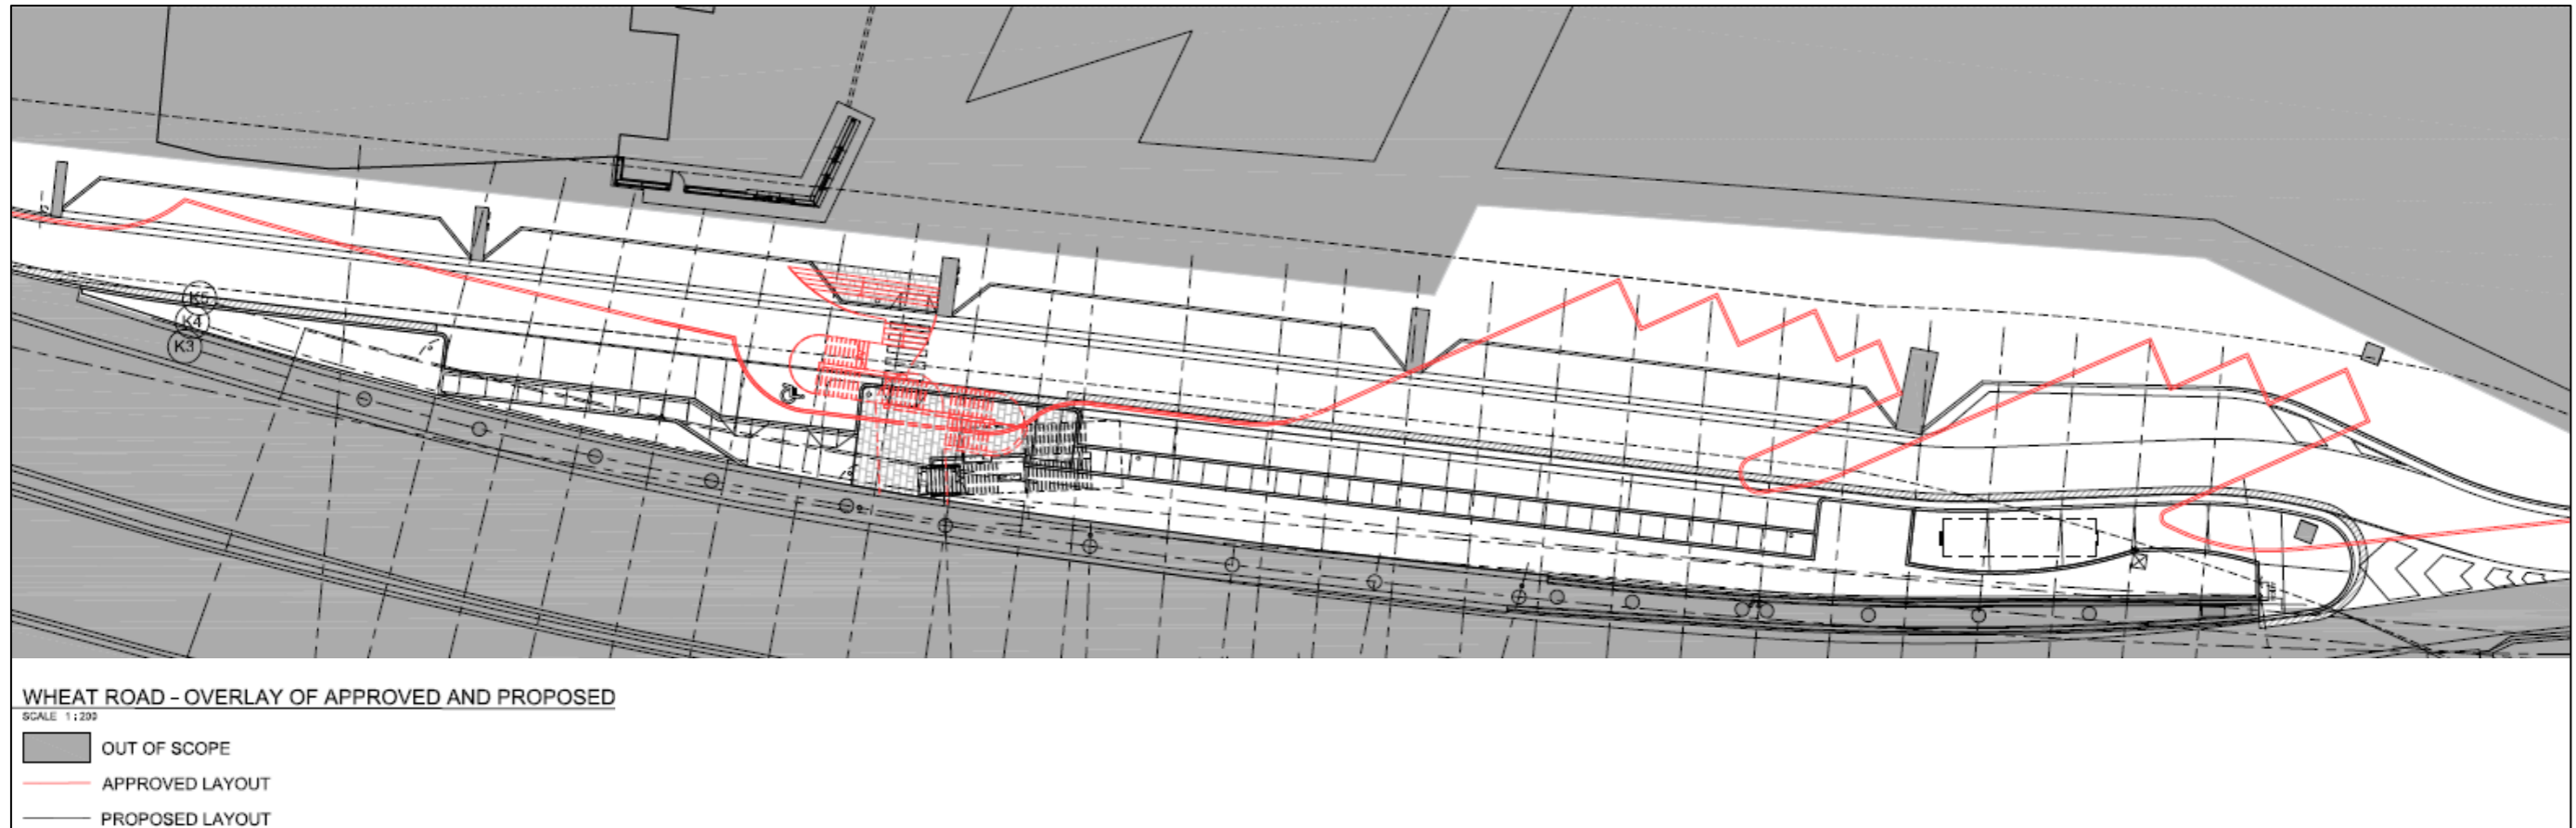 K5
K4
K3
WHEAT ROAD - OVERLAY OF APPROVED AND PROPOSED
SCALE 1:200
OUT OF SCOPE
APPROVED LAYOUT
PROPOSED LAYOUT